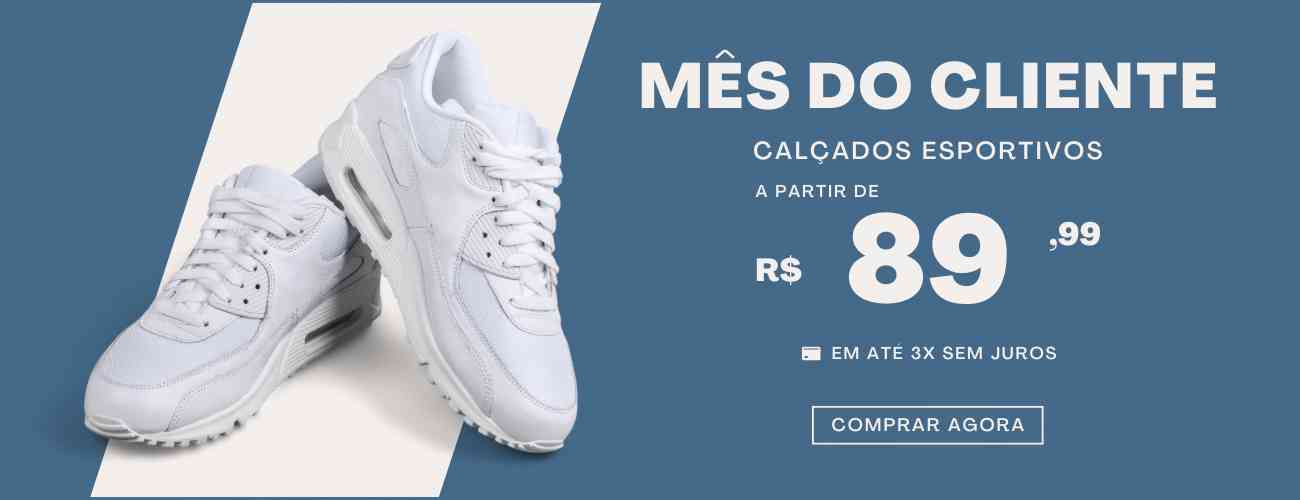 MÊS DO CLIENTE
CALÇADOS ESPORTIVOS
A PARTIR DE
R$ 89 ,99
EM ATÉ 3X SEM JUROS
COMPRAR AGORA